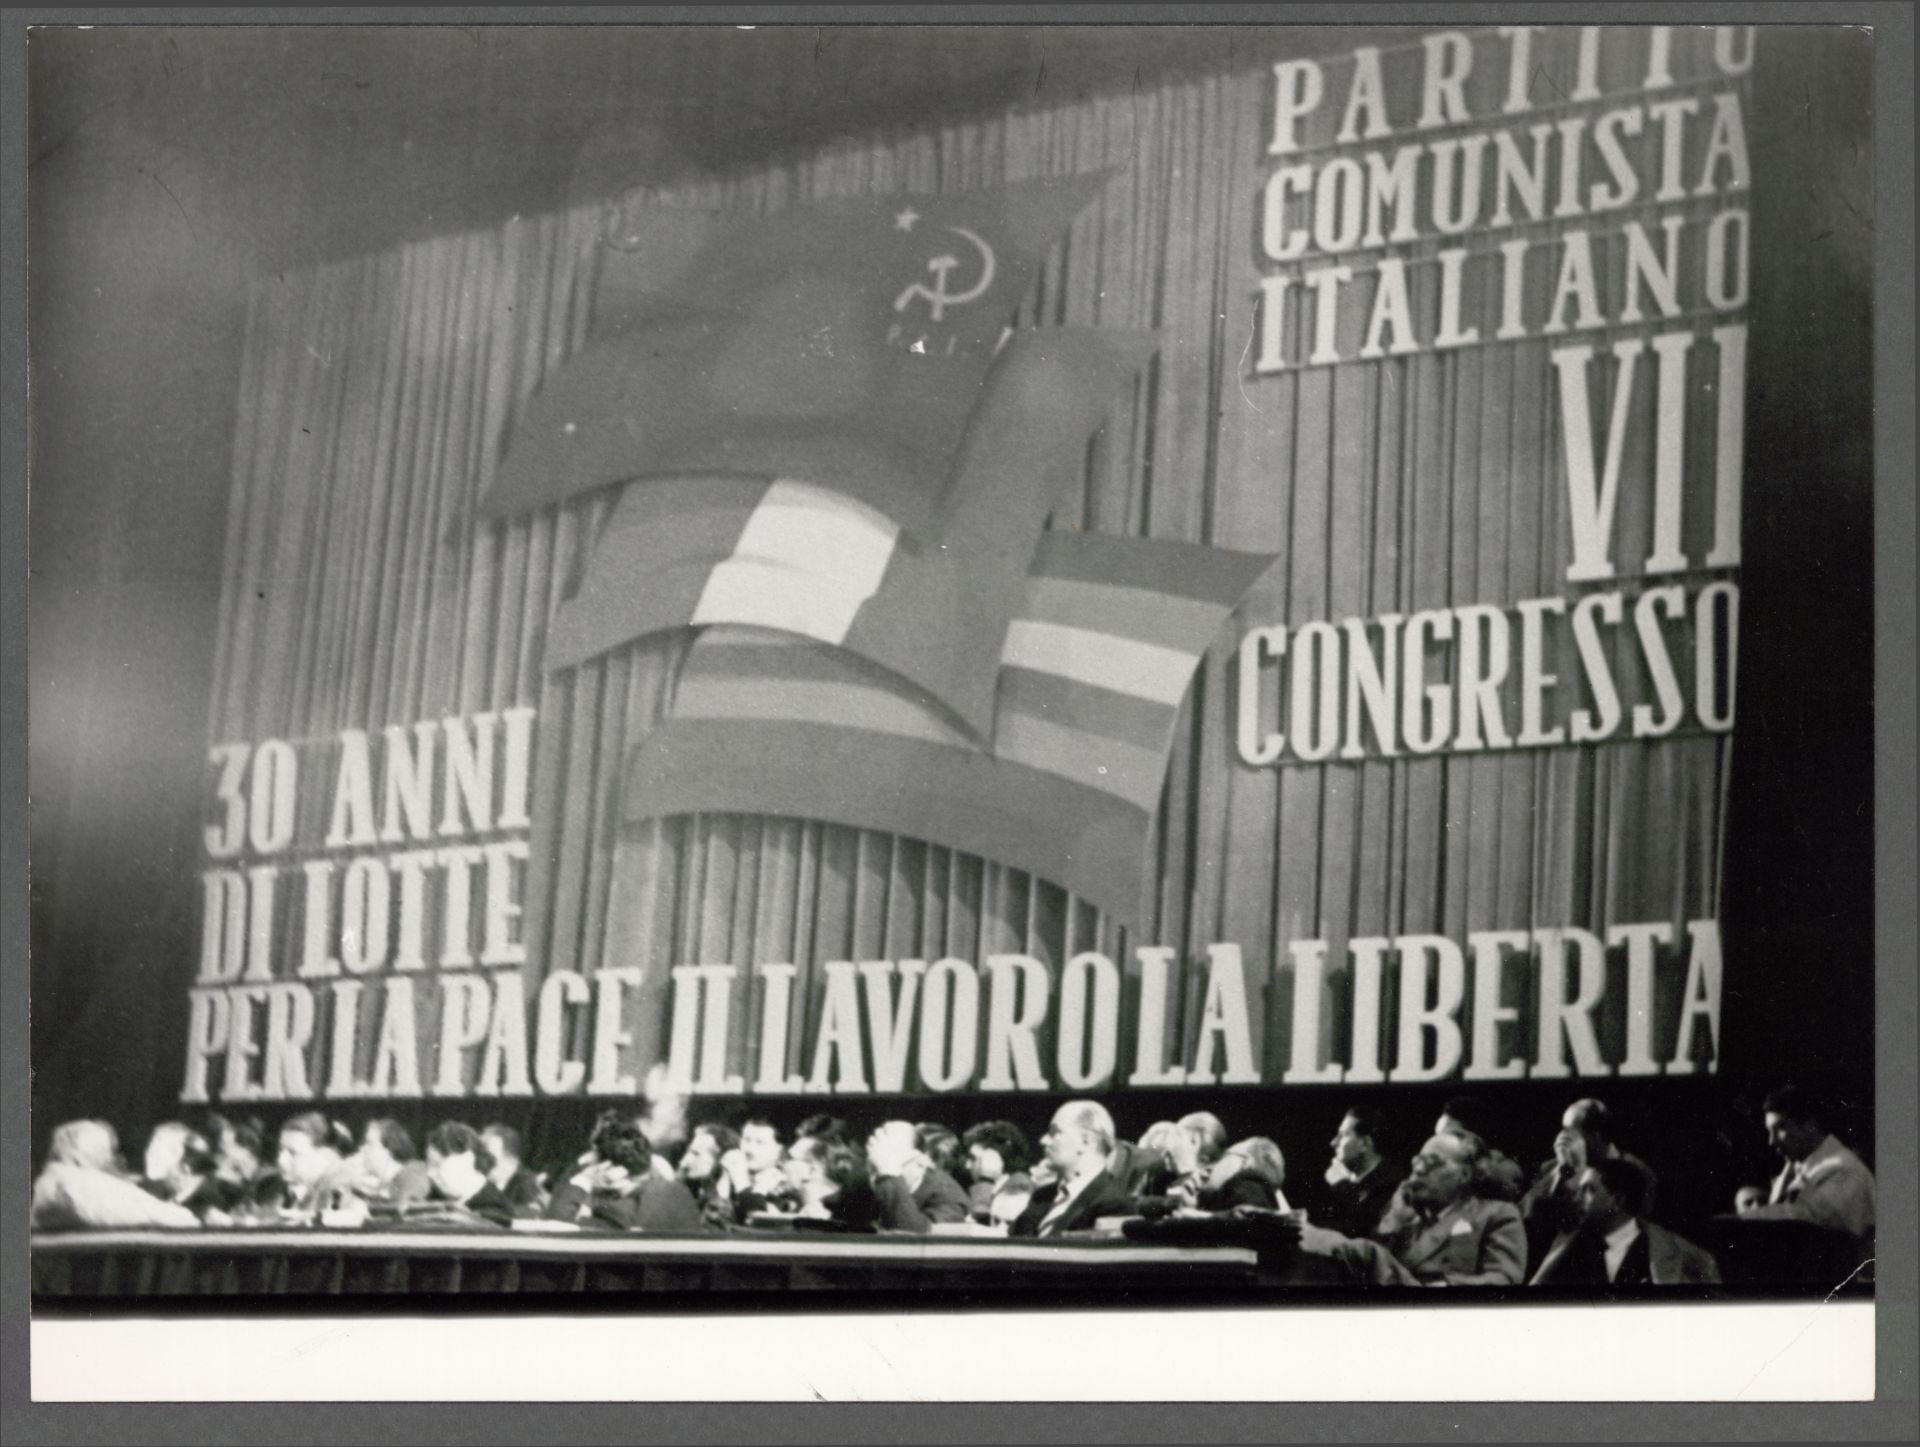 PARTITO
COMUNISTA
ITALIANO
VII
CONGRESSO
30 ANNI
DI LOTTE
PER LA PACE IL LAVORO LA LIBERTA